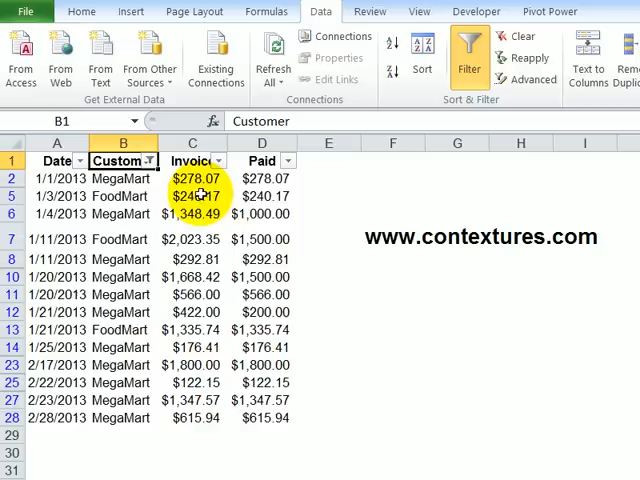 File Home Insert Page Layout Formulas Data Review View Developer Pivot Power
From Access From Web From Text From Other Sources Existing Connections Refresh All Connections Properties Edit Links Sort Filter Clear Reapply Advanced Text to Columns
Get External Data Connections Sort & Filter
B1 fx Customer
A B C D E F G H I
1 Date Custom Invoice Paid
2 1/1/2013 MegaMart $278.07 $278.07
5 1/3/2013 FoodMart $240.17 $240.17
6 1/4/2013 MegaMart $1,348.49 $1,000.00
7 1/11/2013 FoodMart $2,023.35 $1,500.00
www.contextures.com
8 1/11/2013 MegaMart $292.81 $292.81
10 1/20/2013 MegaMart $1,668.42 $1,500.00
11 1/20/2013 MegaMart $566.00 $566.00
12 1/21/2013 MegaMart $422.00 $200.00
13 1/21/2013 FoodMart $1,335.74 $1,335.74
14 1/25/2013 MegaMart $176.41 $176.41
23 2/17/2013 MegaMart $1,800.00 $1,800.00
25 2/22/2013 MegaMart $122.15 $122.15
27 2/23/2013 MegaMart $1,347.57 $1,347.57
28 2/28/2013 MegaMart $615.94 $615.94
29
30
31